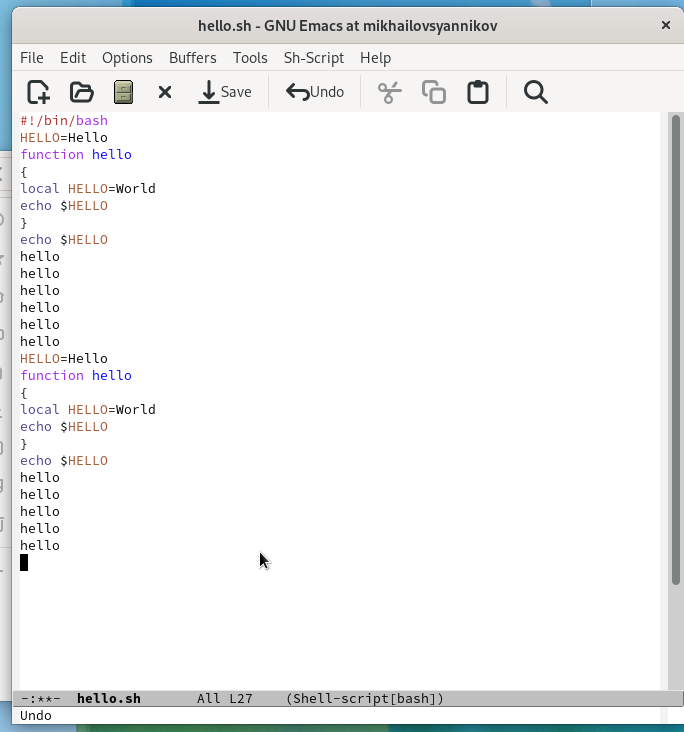 hello.sh - GNU Emacs at mikhailovsyannikov ×
File Edit Options Buffers Tools Sh-Script Help
Save Undo
#!/bin/bash
HELLO=Hello
function hello
{
local HELLO=World
echo $HELLO
}
echo $HELLO
hello
hello
hello
hello
hello
hello
HELLO=Hello
function hello
{
local HELLO=World
echo $HELLO
}
echo $HELLO
hello
hello
hello
hello
hello
-:**- hello.sh All L27 (Shell-script[bash])
Undo